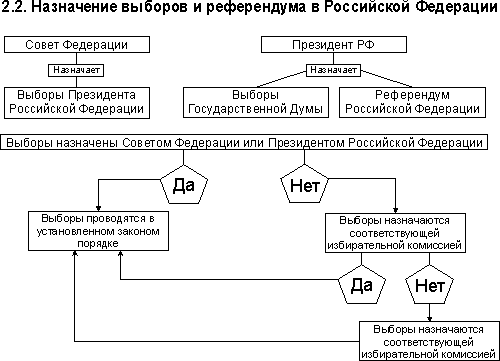 2.2. Назначение выборов и референдума в Российской Федерации
Совет Федерации
Назначает
Выборы Президента
Российской Федерации
Президент РФ
Назначает
Выборы
Государственной Думы
Референдум
Российской Федерации
Выборы назначены Советом Федерации или Президентом Российской Федерации
Да
Нет
Выборы проводятся в
установленном законом
порядке
Выборы назначаются
соответствующей
избирательной комиссией
Да
Нет
Выборы назначаются
соответствующей
избирательной комиссией